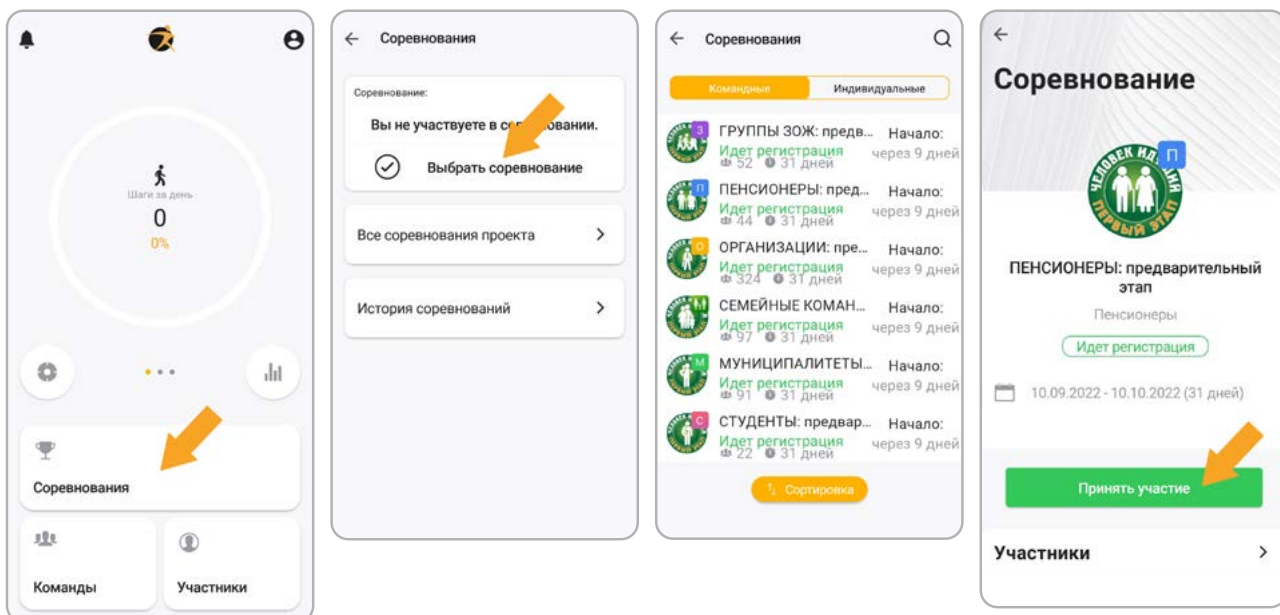 Шаги за день
0
0%
Соревнования
Команды
Участники
Соревнования
Соревнование:
Вы не участвуете в соревновании.
Выбрать соревнование
Все соревнования проекта
История соревнований
Соревнования
Командные
Индивидуальные
З
ГРУППЫ ЗОЖ: предв... Начало:
Идет регистрация через 9 дней
52 31 дней
П
ПЕНСИОНЕРЫ: пред... Начало:
Идет регистрация через 9 дней
44 31 дней
О
ОРГАНИЗАЦИИ: пре... Начало:
Идет регистрация через 9 дней
324 31 дней
СЕМЕЙНЫЕ КОМАН... Начало:
Идет регистрация через 9 дней
97 31 дней
М
МУНИЦИПАЛИТЕТЫ... Начало:
Идет регистрация через 9 дней
91 31 дней
С
СТУДЕНТЫ: предвар... Начало:
Идет регистрация через 9 дней
22 31 дней
Сортировка
Соревнование
П
ПЕРВЫЙ ЭТАП
ПЕНСИОНЕРЫ: предварительный
этап
Пенсионеры
Идет регистрация
10.09.2022 - 10.10.2022 (31 дней)
Принять участие
Участники